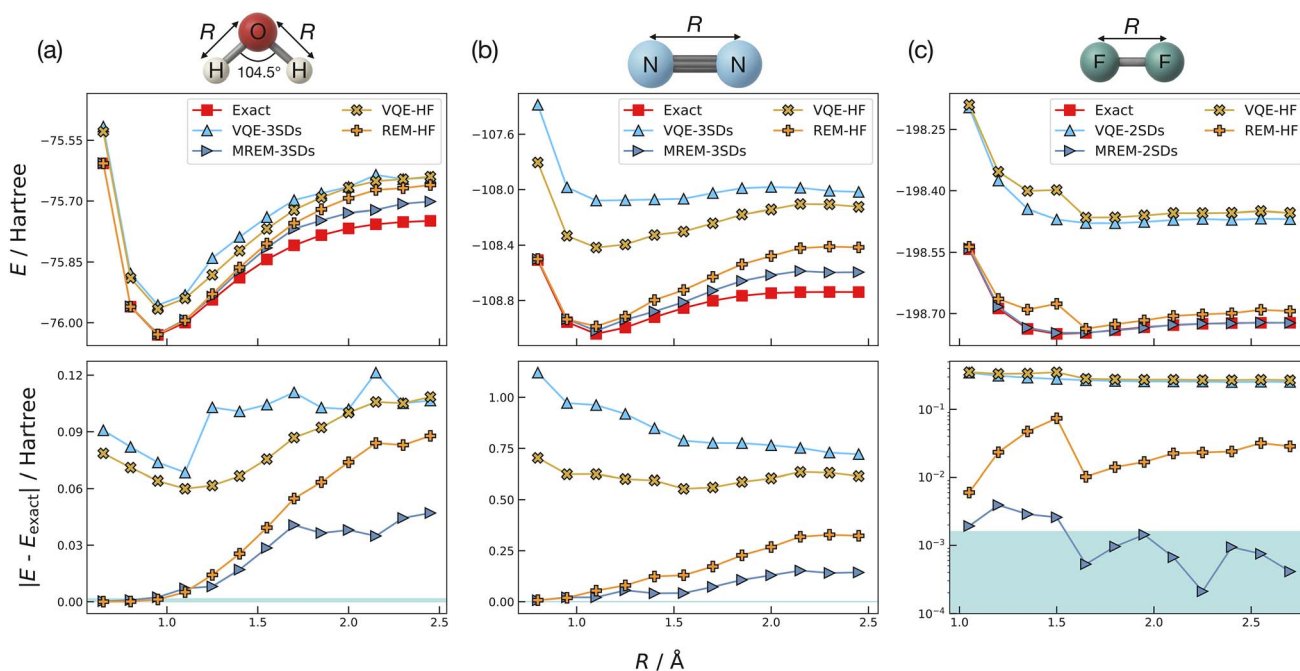 (a)
R
R
O
H
H
104.5°
(b)
R
N
N
(c)
R
F
F
Exact
VQE-3SDs
MREM-3SDs
VQE-HF
REM-HF
Exact
VQE-3SDs
MREM-3SDs
VQE-HF
REM-HF
Exact
VQE-2SDs
MREM-2SDs
VQE-HF
REM-HF
E / Hartree
−75.55
−75.70
−75.85
−76.00
−107.6
−108.0
−108.4
−108.8
−198.25
−198.40
−198.55
−198.70
|E - E_exact| / Hartree
0.12
0.09
0.06
0.03
0.00
1.00
0.75
0.50
0.25
0.00
10⁻¹
10⁻²
10⁻³
10⁻⁴
1.0 1.5 2.0 2.5
1.0 1.5 2.0 2.5
1.0 1.5 2.0 2.5
R / Å